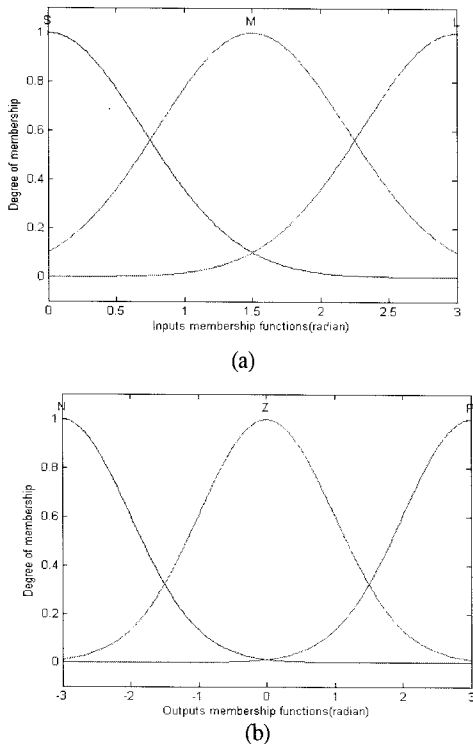 S M L
1
0.8
0.6
0.4
0.2
0
Degree of membership
0 0.5 1 1.5 2 2.5 3
Inputs membership functions(radian)
(a)
N Z P
1
0.8
0.6
0.4
0.2
0
Degree of membership
-3 -2 -1 0 1 2 3
Outputs membership functions(radian)
(b)